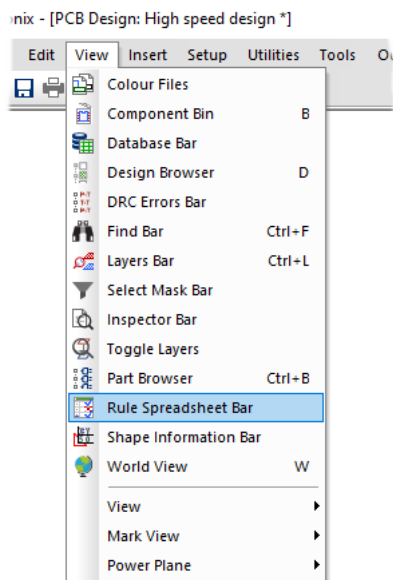 nix - [PCB Design: High speed design *]
Edit View Insert Setup Utilities Tools
Colour Files
Component Bin B
Database Bar
Design Browser D
DRC Errors Bar
Find Bar Ctrl+F
Layers Bar Ctrl+L
Select Mask Bar
Inspector Bar
Toggle Layers
Part Browser Ctrl+B
Rule Spreadsheet Bar
Shape Information Bar
World View W
View
Mark View
Power Plane